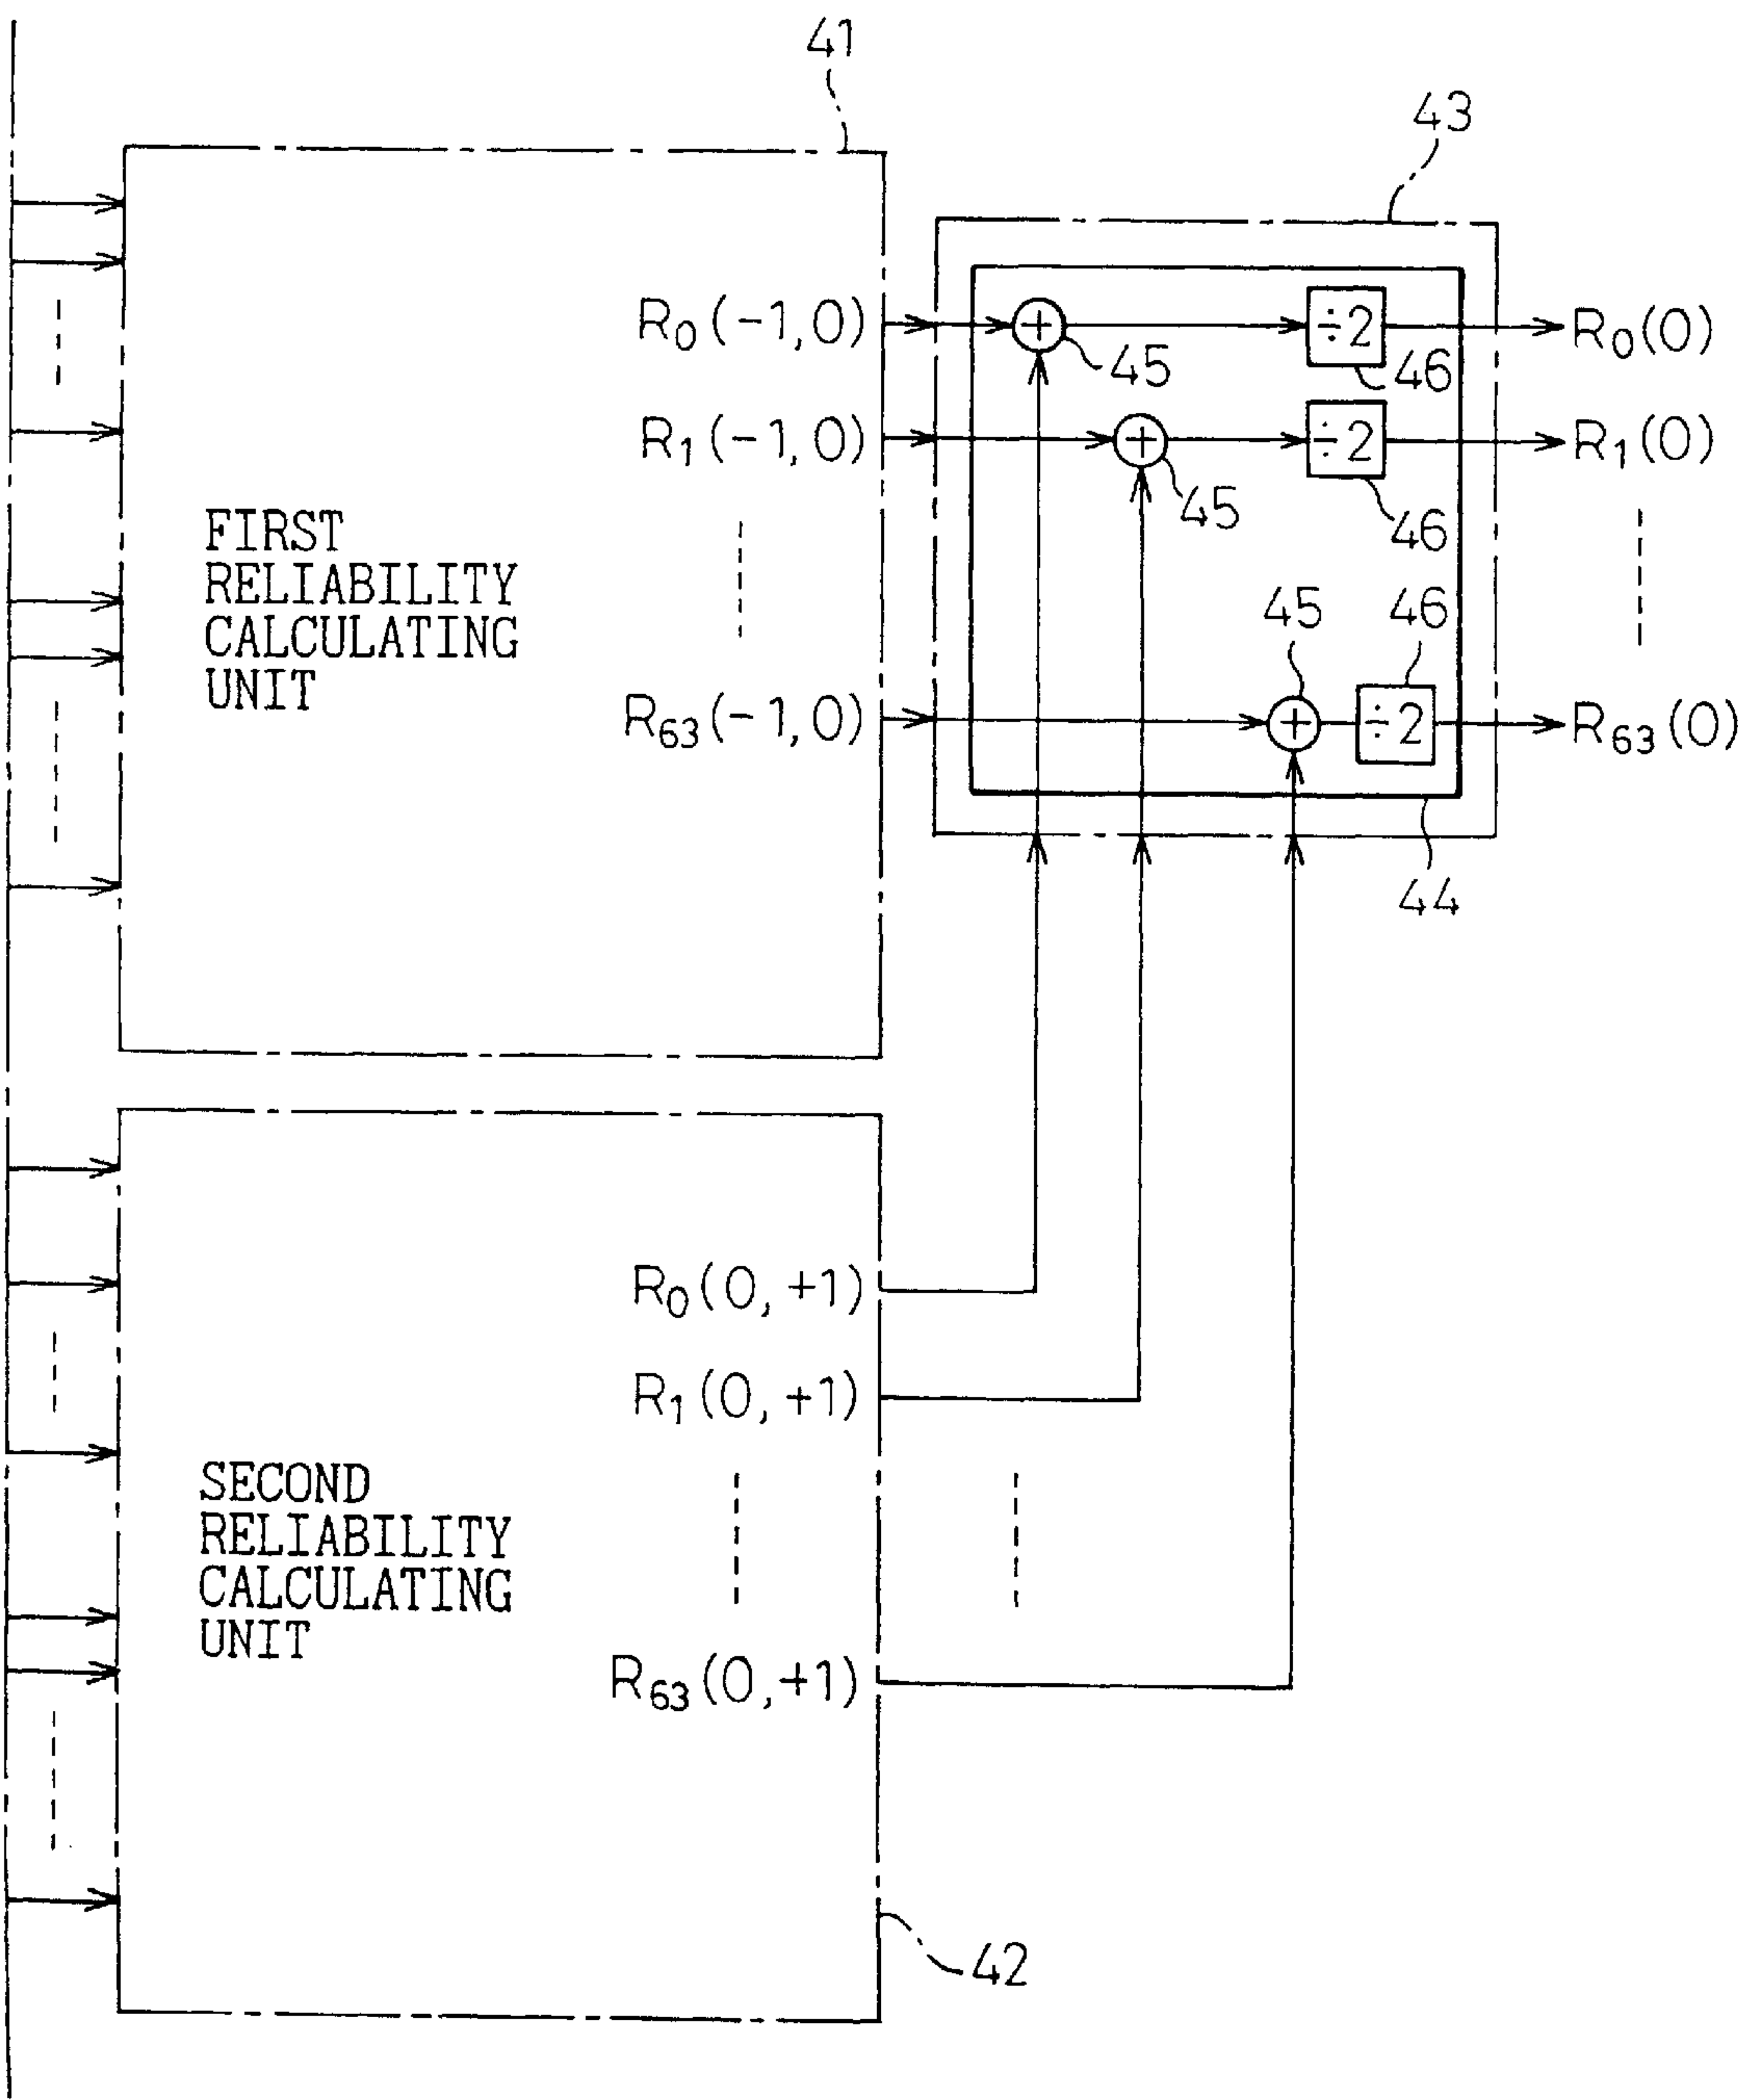 41
43
R₀(-1,0)
+
45
÷2
46
R₀(0)
R₁(-1,0)
+
45
÷2
46
R₁(0)
FIRST
RELIABILITY
CALCULATING
UNIT
45
46
R₆₃(-1,0)
+
÷2
R₆₃(0)
44
R₀(0,+1)
R₁(0,+1)
SECOND
RELIABILITY
CALCULATING
UNIT
R₆₃(0,+1)
42